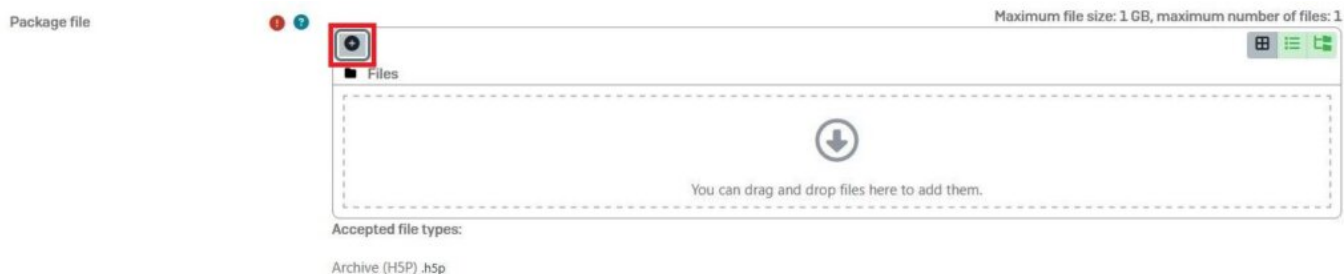 Maximum file size: 1 GB, maximum number of files: 1
Package file
Files
You can drag and drop files here to add them.
Accepted file types:
Archive (H5P) .h5p